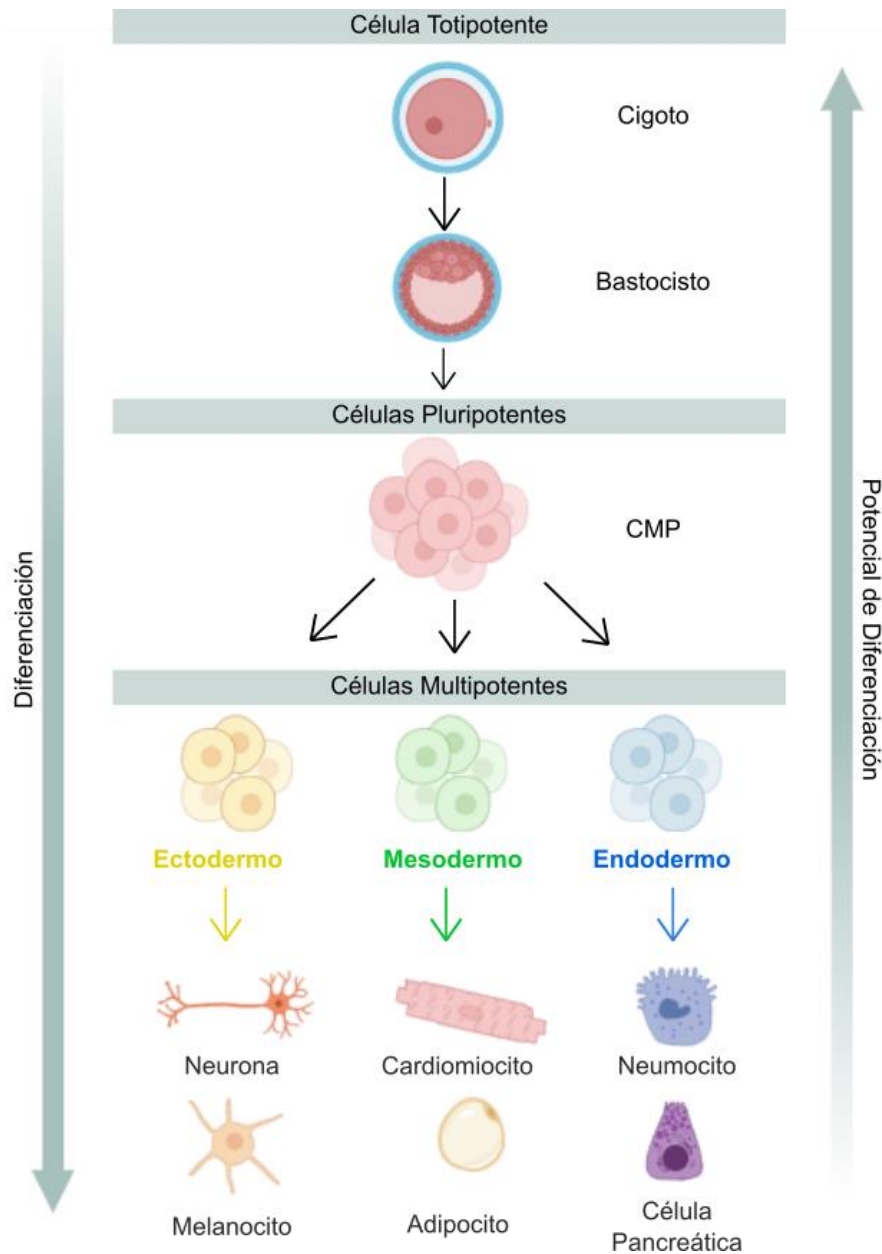 Célula Totipotente
Cigoto
Bastocisto
Células Pluripotentes
CMP
Diferenciación
Potencial de Diferenciación
Células Multipotentes
Ectodermo
Mesodermo
Endodermo
Neurona
Cardiomiocito
Neumocito
Melanocito
Adipocito
Célula
Pancreática